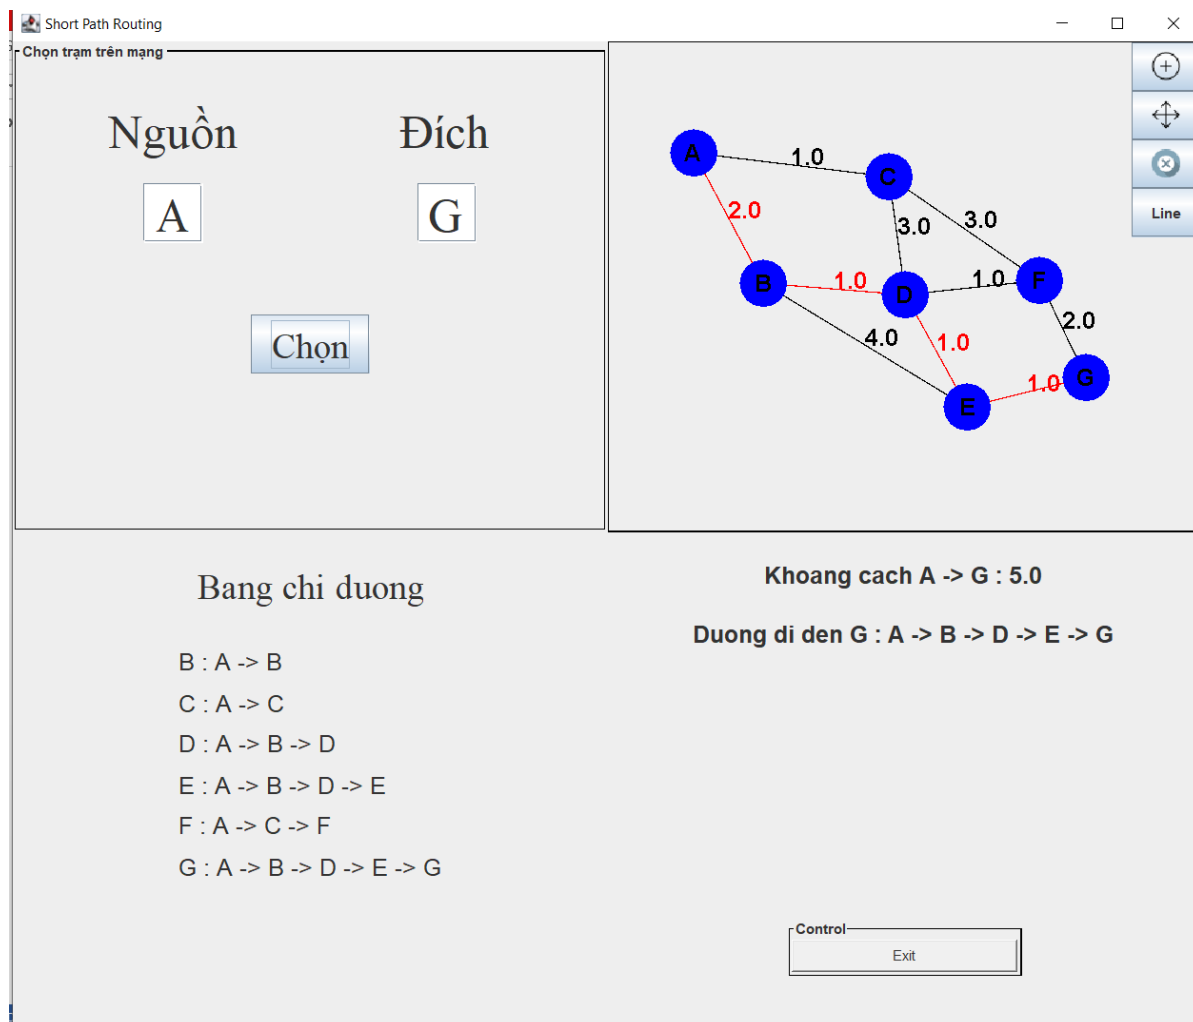 Short Path Routing
Chọn trạm trên mạng
Nguồn
Đích
A
G
Chọn
A
1.0
C
2.0
3.0
3.0
Line
B
1.0
D
1.0
F
4.0
1.0
2.0
1.0
G
E
Bang chi duong
B : A -> B
C : A -> C
D : A -> B -> D
E : A -> B -> D -> E
F : A -> C -> F
G : A -> B -> D -> E -> G
Khoang cach A -> G : 5.0
Duong di den G : A -> B -> D -> E -> G
Control
Exit